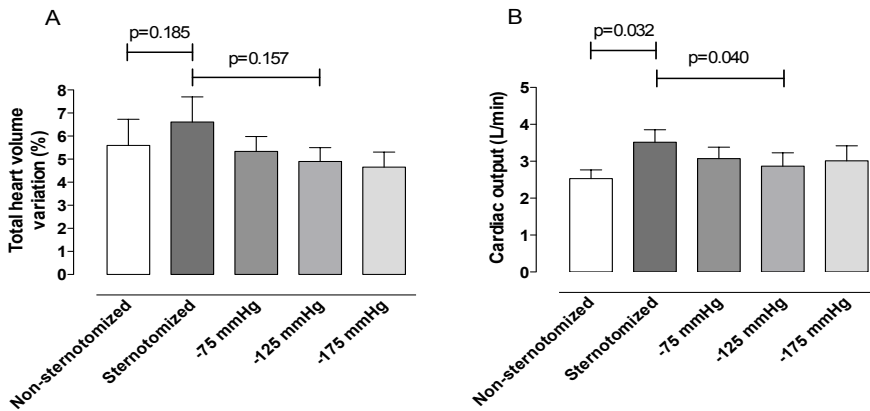 A
p=0.185
p=0.157
Total heart volume
variation (%)
8
7
6
5
4
3
2
1
0
Non-sternotomized
Sternotomized
-75 mmHg
-125 mmHg
-175 mmHg
B
p=0.032
p=0.040
Cardiac output (L/min)
5
4
3
2
1
0
Non-sternotomized
Sternotomized
-75 mmHg
-125 mmHg
-175 mmHg